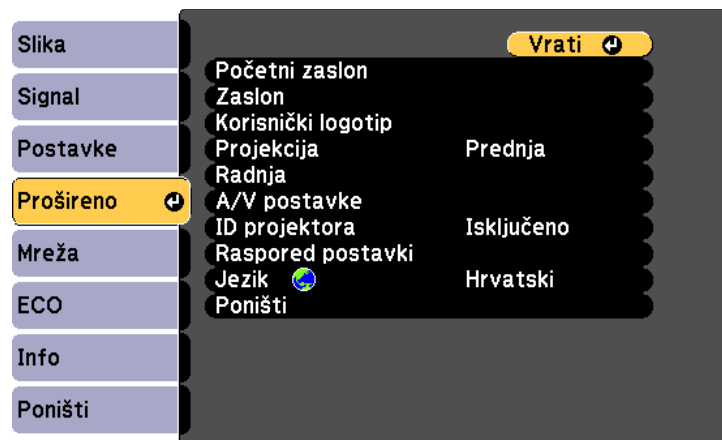 Slika
Signal
Postavke
Prošireno
Mreža
ECO
Info
Poništi
Vrati
Početni zaslon
Zaslon
Korisnički logotip
Projekcija Prednja
Radnja
A/V postavke
ID projektora Isključeno
Raspored postavki
Jezik Hrvatski
Poništi